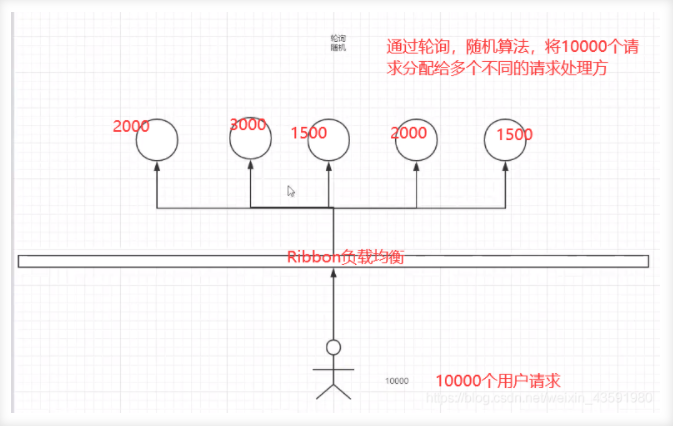 轮询
随机
通过轮询，随机算法，将10000个请
求分配给多个不同的请求处理方
2000
3000
1500
2000
1500
Ribbon负载均衡
10000
10000个用户请求
https://blog.csdn.net/weixin_43591980